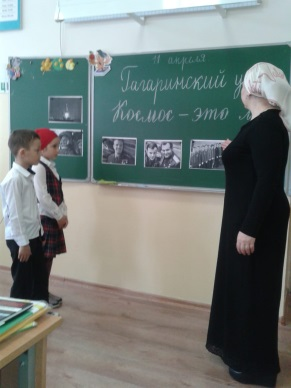 11 апреля
Гагаринский у
Космос - это м